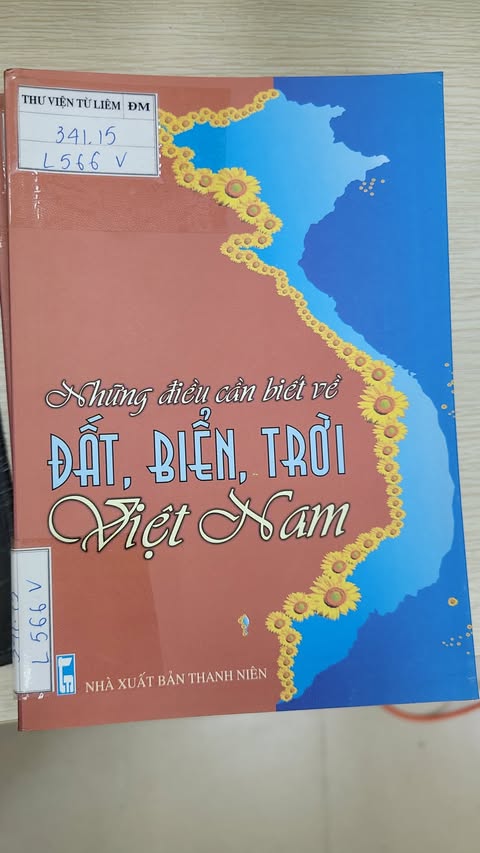 THƯ VIỆN TỪ LIÊM ĐM
341.15
L566 V
Những điều cần biết về
ĐẤT, BIỂN, TRỜI
Việt Nam
L566 V
NHÀ XUẤT BẢN THANH NIÊN